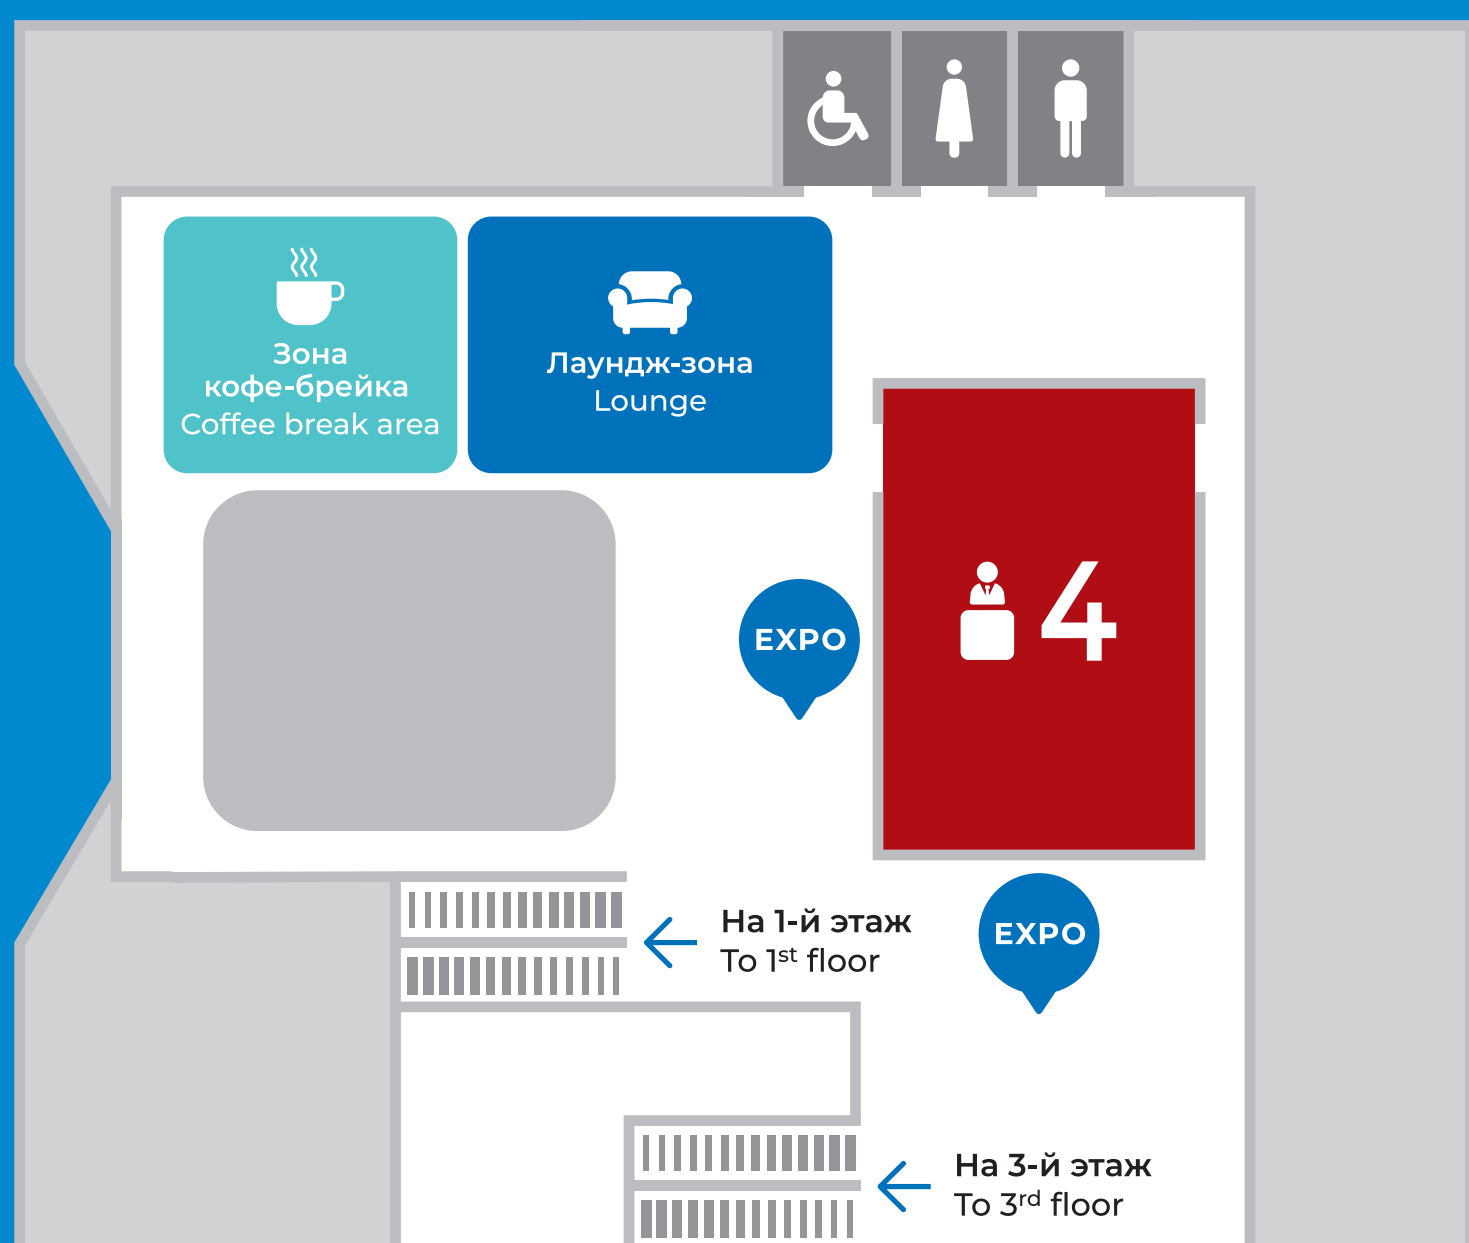 Зона
кофе-брейка
Coffee break area
Лаундж-зона
Lounge
4
EXPO
EXPO
На 1-й этаж
To 1st floor
На 3-й этаж
To 3rd floor